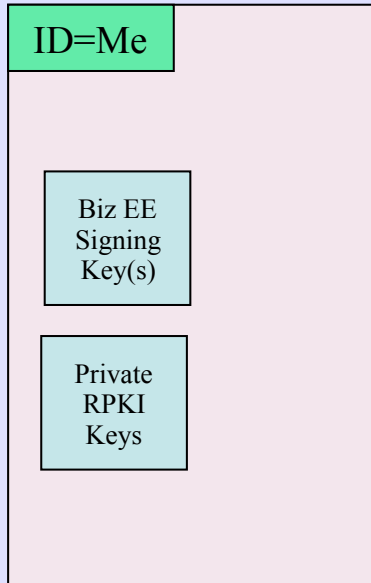 ID=Me
Biz EE
Signing
Key(s)
Private
RPKI
Keys